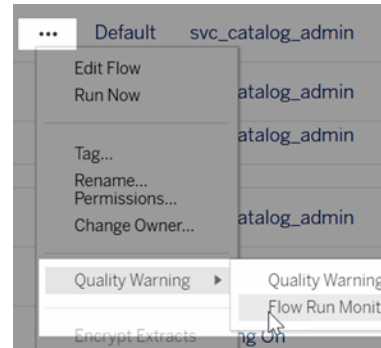 ••• Default svc_catalog_admin
Edit Flow
Run Now
atalog_admin
atalog_admin
Tag...
Rename...
Permissions...
atalog_admin
Change Owner...
Quality Warning ▸ Quality Warning
Flow Run Monit
Encrypt Extracts ng On